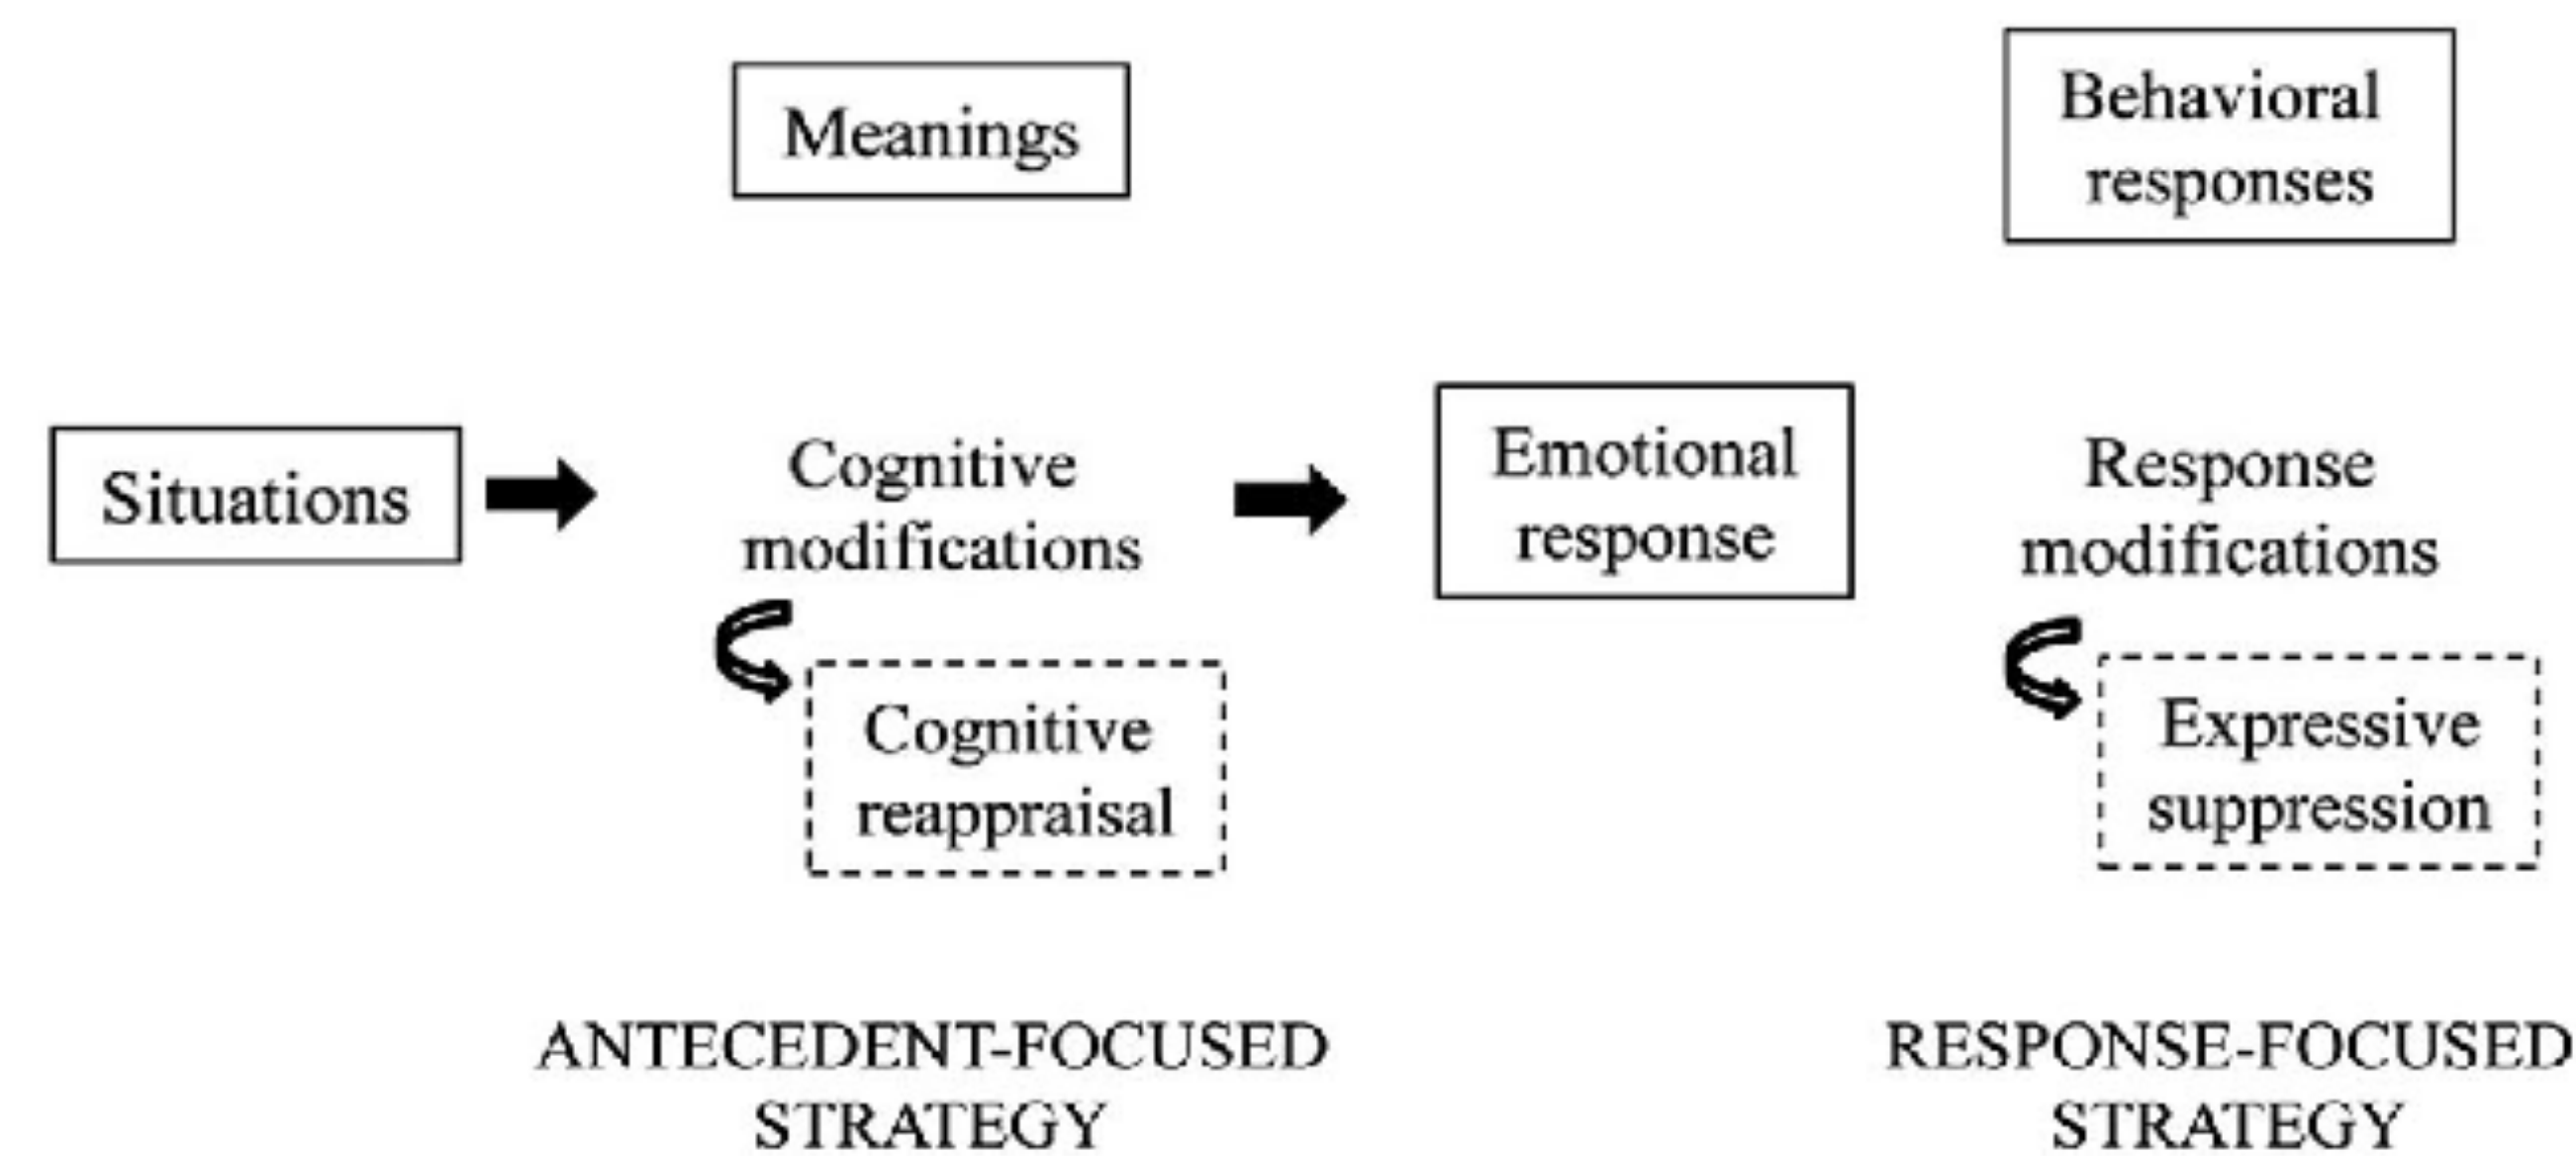 Meanings
Behavioral
responses
Situations
Cognitive
modifications
Emotional
response
Response
modifications
Cognitive
reappraisal
Expressive
suppression
ANTECEDENT-FOCUSED
STRATEGY
RESPONSE-FOCUSED
STRATEGY